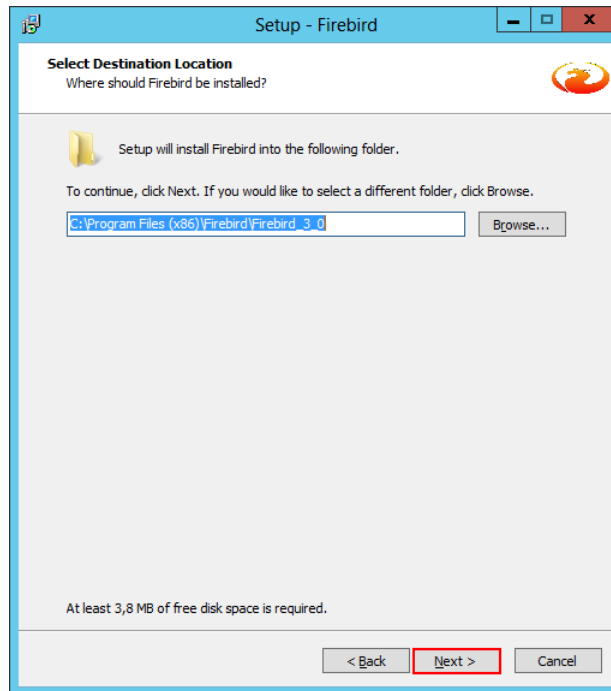 Setup - Firebird
Select Destination Location
Where should Firebird be installed?
Setup will install Firebird into the following folder.
To continue, click Next. If you would like to select a different folder, click Browse.
C:\Program Files (x86)\Firebird\Firebird_3_0
Browse...
At least 3,8 MB of free disk space is required.
< Back
Next >
Cancel